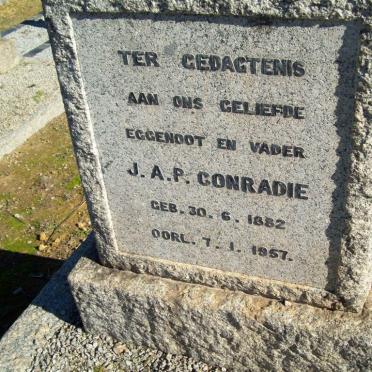 TER GEDAGTENIS
AAN ONS GELIEFDE
EGGENOOT EN VADER
J. A. P. CONRADIE
GEB. 30. 6. 1882
OORL. 7. 1. 1957.